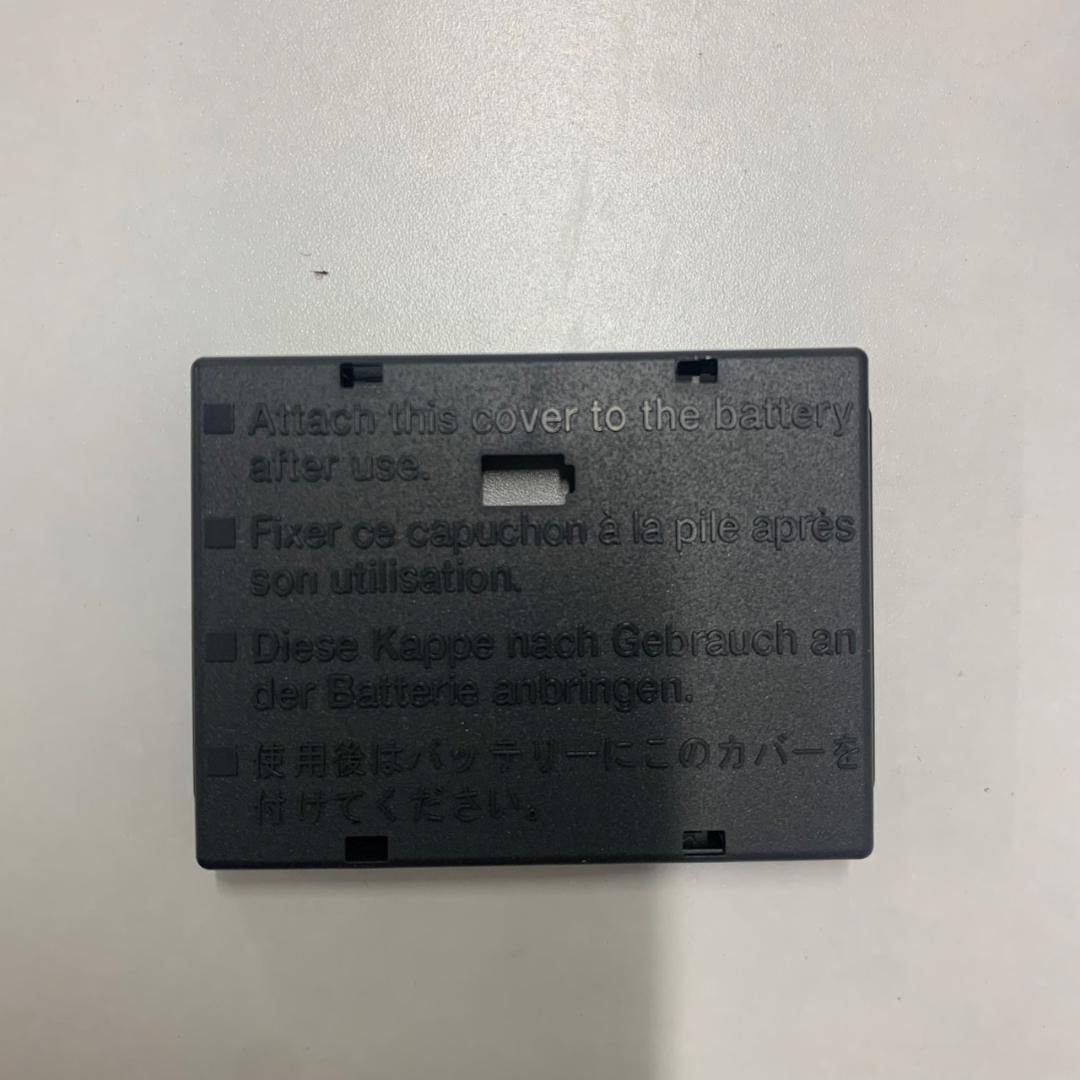 ■ Attach this cover to the battery
after use.
■ Fixer ce capuchon à la pile après
son utilisation.
■ Diese Kappe nach Gebrauch an
der Batterie anbringen.
■ 使用後はバッテリーにこのカバーを
付けてください。